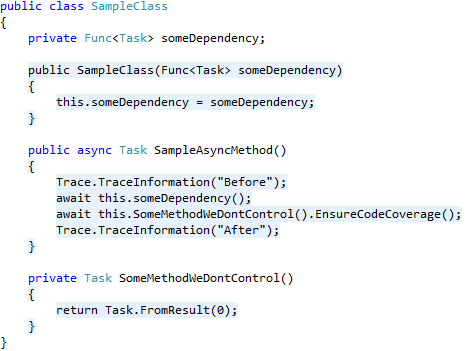 public class SampleClass
{
    private Func<Task> someDependency;

    public SampleClass(Func<Task> someDependency)
    {
        this.someDependency = someDependency;
    }

    public async Task SampleAsyncMethod()
    {
        Trace.TraceInformation("Before");
        await this.someDependency();
        await this.SomeMethodWeDontControl().EnsureCodeCoverage();
        Trace.TraceInformation("After");
    }

    private Task SomeMethodWeDontControl()
    {
        return Task.FromResult(0);
    }
}